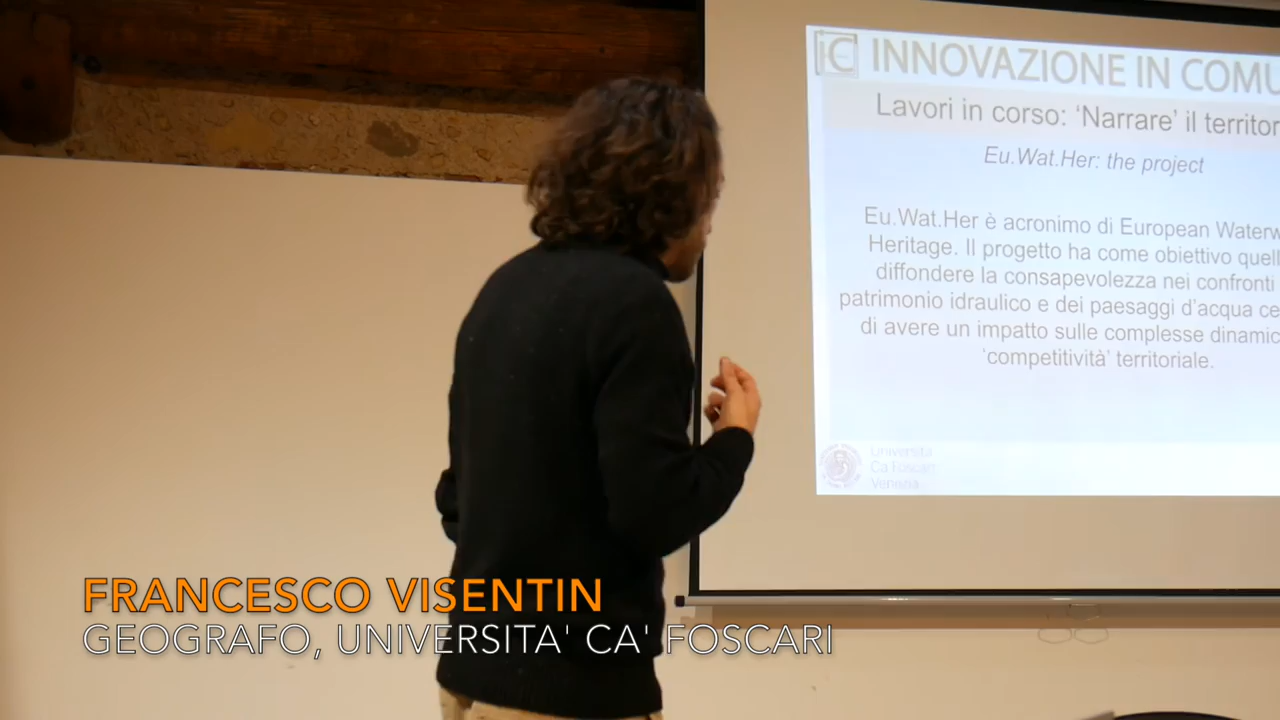 iC INNOVAZIONE IN COMU
Lavori in corso: ‘Narrare’ il territor
Eu.Wat.Her: the project
Eu.Wat.Her è acronimo di European Waterw
Heritage. Il progetto ha come obiettivo quell
diffondere la consapevolezza nei confronti
patrimonio idraulico e dei paesaggi d’acqua ce
di avere un impatto sulle complesse dinamic
‘competitività’ territoriale.
Università
Ca'Foscari
Venezia
FRANCESCO VISENTIN
GEOGRAFO, UNIVERSITA' CA' FOSCARI